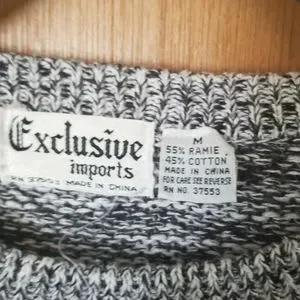 Exclusive
imports
RN 37553 MADE IN CHINA
M
55% RAMIE
45% COTTON
MADE IN CHINA
FOR CARE SEE REVERSE
RN NO. 37553